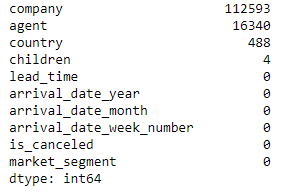 company 112593
agent 16340
country 488
children 4
lead_time 0
arrival_date_year 0
arrival_date_month 0
arrival_date_week_number 0
is_canceled 0
market_segment 0
dtype: int64